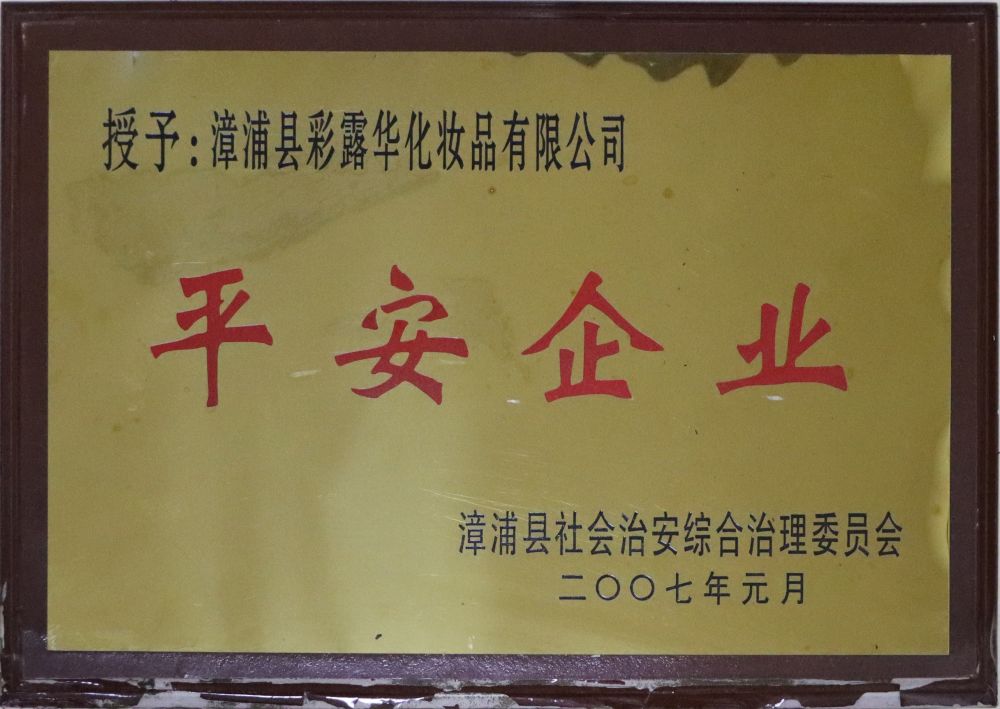 授予：漳浦县彩露华化妆品有限公司
平安企业
漳浦县社会治安综合治理委员会
二〇〇七年元月